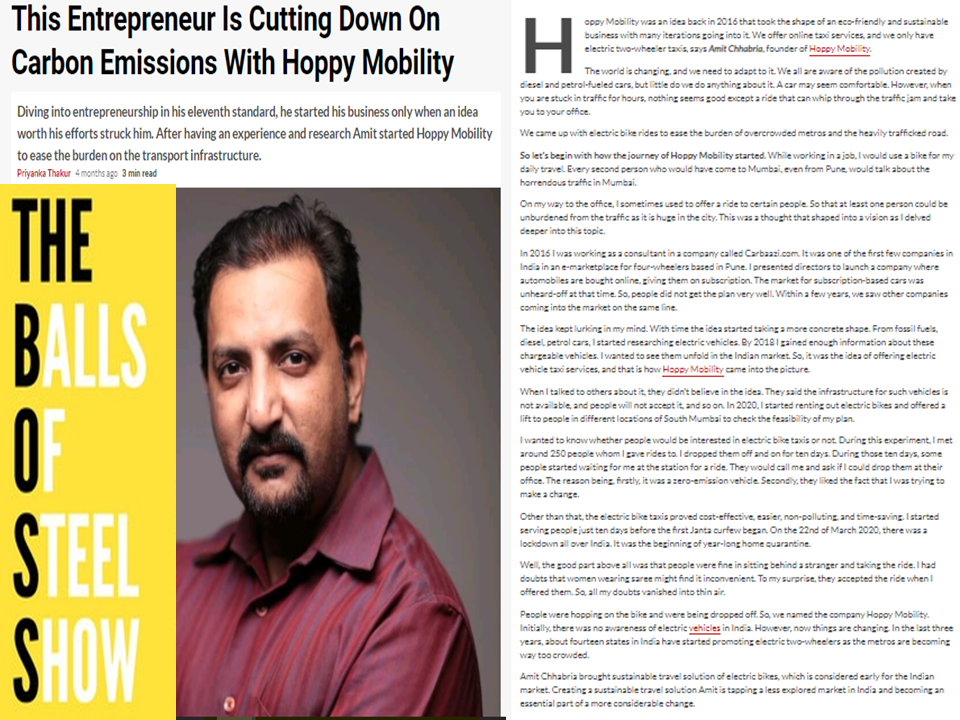 This Entrepreneur Is Cutting Down On
Carbon Emissions With Hoppy Mobility
Diving into entrepreneurship in his eleventh standard, he started his business only when an idea
worth his efforts struck him. After having an experience and research Amit started Hoppy Mobility
to ease the burden on the transport infrastructure.
Priyanka Thakur 4 months ago 3 min read
THE
BALLS
OF
STEEL
SHOW
Hoppy Mobility was an idea back in 2016 that took the shape of an eco-friendly and sustainable
business with many iterations going into it. We offer online taxi services, and we only have
electric two-wheeler taxis, says Amit Chhabria, founder of Hoppy Mobility.
The world is changing, and we need to adapt to it. We all are aware of the pollution created by
diesel and petrol-fueled cars, but little do we do anything about it. A car may seem comfortable. However, when
you are stuck in traffic for hours, nothing seems good except a ride that can whip through the traffic jam and take
you to your office.
We came up with electric bike rides to ease the burden of overcrowded metros and the heavily trafficked road.
So let's begin with how the journey of Hoppy Mobility started. While working in a job, I would use a bike for my
daily travel. Every second person who would have come to Mumbai, even from Pune, would talk about the
horrendous traffic in Mumbai.
On my way to the office, I sometimes used to offer a ride to certain people. So that at least one person could be
unburdened from the traffic as it is huge in the city. This was a thought that shaped into a vision as I delved
deeper into this topic.
In 2016 I was working as a consultant in a company called Carbaazi.com. It was one of the first few companies in
India in an e-marketplace for four-wheelers based in Pune. I presented directors to launch a company where
automobiles are bought online, giving them on subscription. The market for subscription-based cars was
unheard-off at that time. So, people did not get the plan very well. Within a few years, we saw other companies
coming into the market on the same line.
The idea kept lurking in my mind. With time the idea started taking a more concrete shape. From fossil fuels,
diesel, petrol cars, I started researching electric vehicles. By 2018 I gained enough information about these
chargeable vehicles. I wanted to see them unfold in the Indian market. So, it was the idea of offering electric
vehicle taxi services, and that is how Hoppy Mobility came into the picture.
When I talked to others about it, they didn't believe in the idea. They said the infrastructure for such vehicles is
not available, and people will not accept it, and so on. In 2020, I started renting out electric bikes and offered a
lift to people in different locations of South Mumbai to check the feasibility of my plan.
I wanted to know whether people would be interested in electric bike taxis or not. During this experiment, I met
around 250 people whom I gave rides to. I dropped them off and on for ten days. During those ten days, some
people started waiting for me at the station for a ride. They would call me and ask if I could drop them at their
office. The reason being, firstly, it was a zero-emission vehicle. Secondly, they liked the fact that I was trying to
make a change.
Other than that, the electric bike taxis proved cost-effective, easier, non-polluting, and time-saving. I started
serving people just ten days before the first Janta curfew began. On the 22nd of March 2020, there was a
lockdown all over India. It was the beginning of year-long home quarantine.
Well, the good part above all was that people were fine in sitting behind a stranger and taking the ride. I had
doubts that women wearing saree might find it inconvenient. To my surprise, they accepted the ride when I
offered them. So, all my doubts vanished into thin air.
People were hopping on the bike and were being dropped off. So, we named the company Hoppy Mobility.
Initially, there was no awareness of electric vehicles in India. However, now things are changing. In the last three
years, about fourteen states in India have started promoting electric two-wheelers as the metros are becoming
way too crowded.
Amit Chhabria brought sustainable travel solution of electric bikes, which is considered early for the Indian
market. Creating a sustainable travel solution Amit is tapping a less explored market in India and becoming an
essential part of a more considerable change.